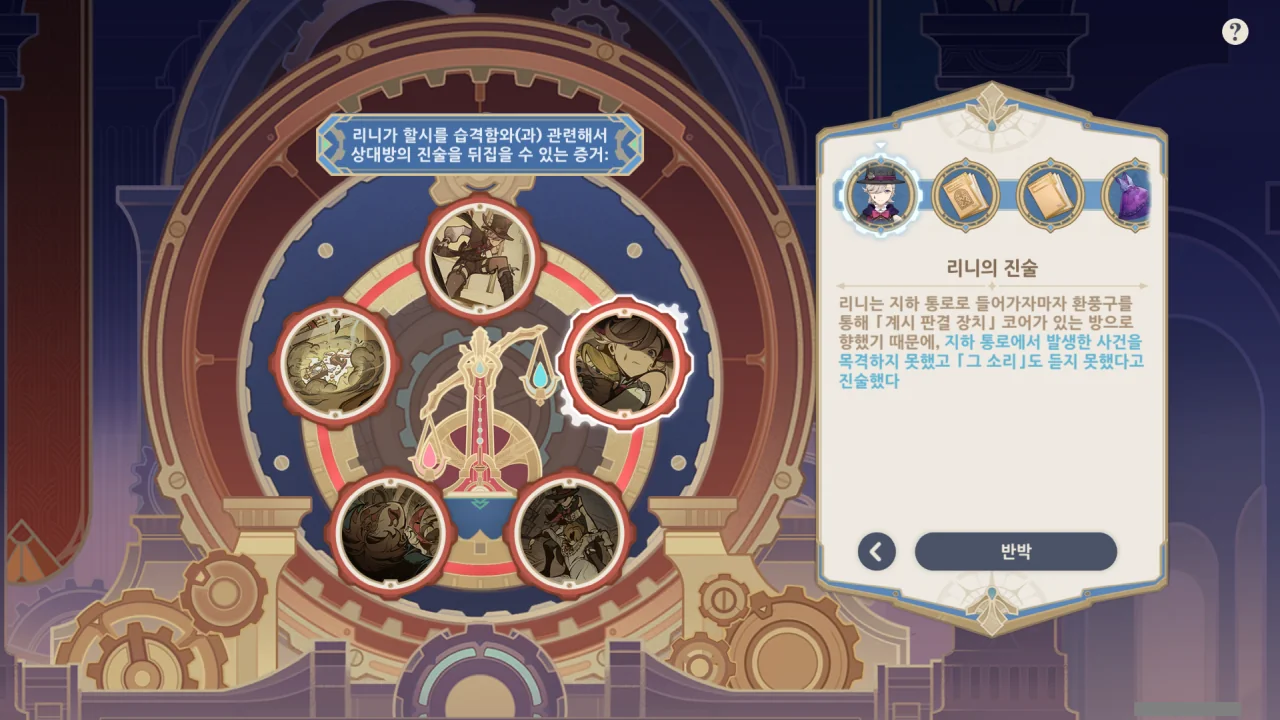 리니가 할시를 습격함와(과) 관련해서
상대방의 진술을 뒤집을 수 있는 증거:
?
리니의 진술
리니는 지하 통로로 들어가자마자 환풍구를
통해 「계시 판결 장치」 코어가 있는 방으로
향했기 때문에, 지하 통로에서 발생한 사건을
목격하지 못했고 「그 소리」도 듣지 못했다고
진술했다
반박